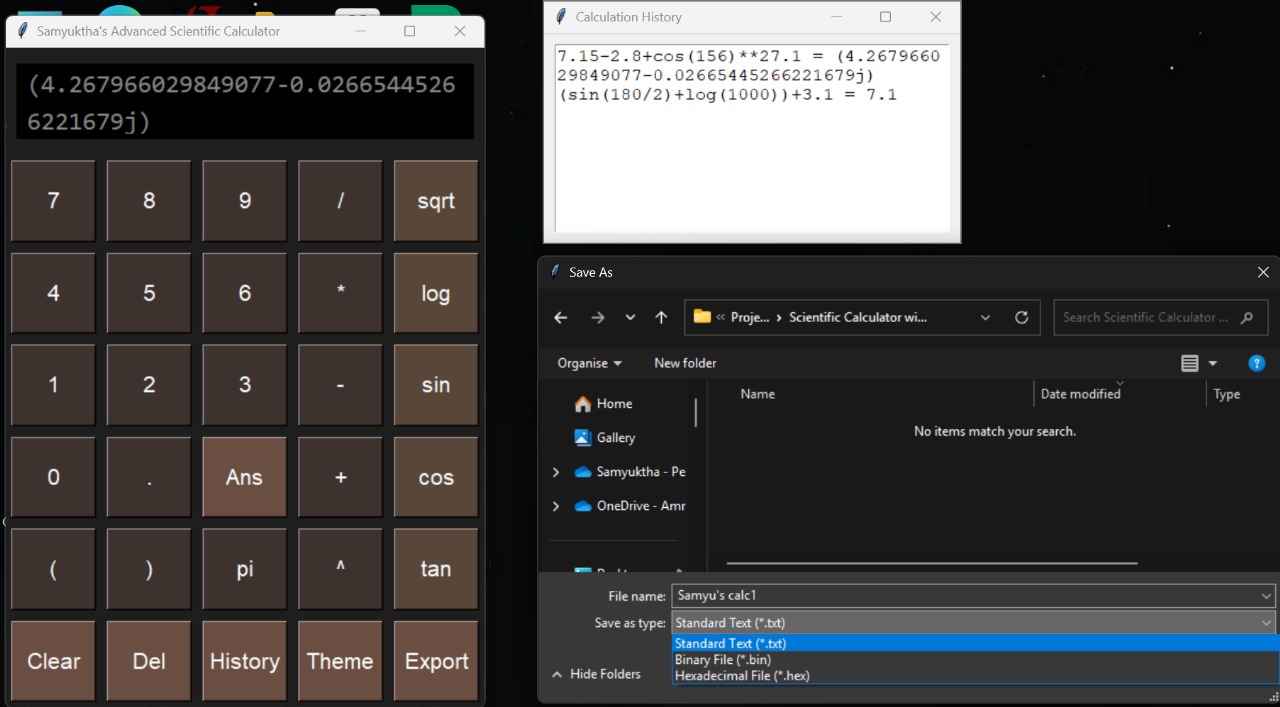 Samyuktha's Advanced Scientific Calculator
(4.267966029849077-0.0266544526
6221679j)
7 8 9 / sqrt
4 5 6 * log
1 2 3 - sin
0 . Ans + cos
( ) pi ^ tan
Clear Del History Theme Export
Calculation History
7.15-2.8+cos(156)**27.1 = (4.2679660
29849077-0.02665445266221679j)
(sin(180/2)+log(1000))+3.1 = 7.1
Save As
« Proje... › Scientific Calculator wi...
Search Scientific Calculator ...
Organise New folder
Name Date modified Type
No items match your search.
Home
Gallery
Samyuktha - Pe
OneDrive - Amr
File name: Samyu's calc1
Save as type: Standard Text (*.txt)
Standard Text (*.txt)
Binary File (*.bin)
Hexadecimal File (*.hex)
Hide Folders